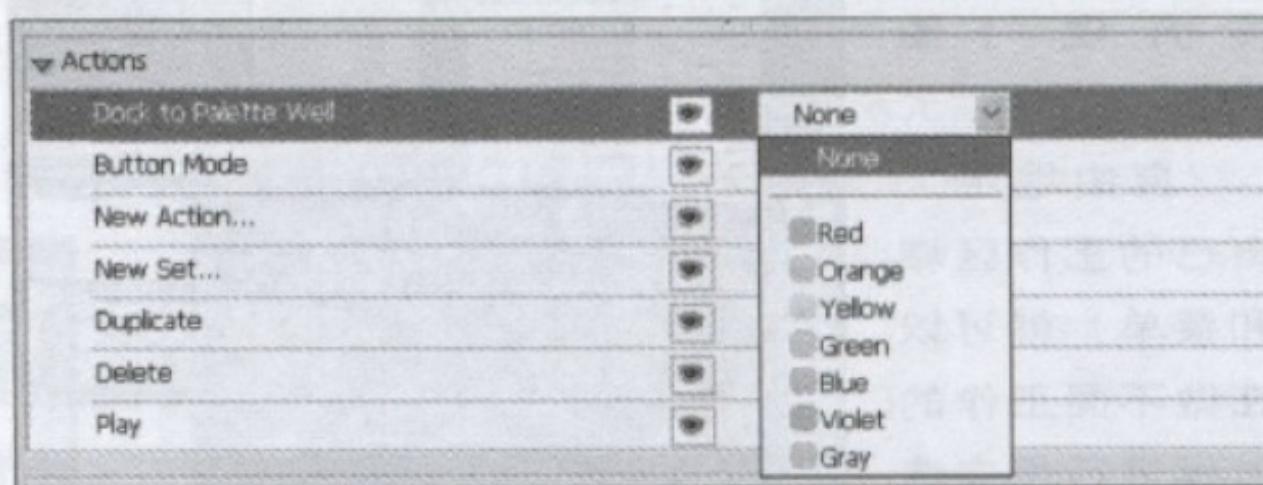 Actions
Dock to Palette Well
None
None
Button Mode
New Action...
New Set...
Duplicate
Delete
Play
Red
Orange
Yellow
Green
Blue
Violet
Gray